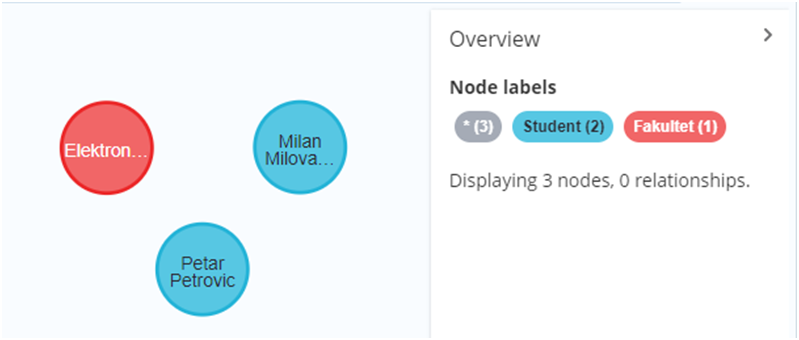 Elektron…
Milan
Milova…
Petar
Petrovic
Overview
Node labels
* (3) Student (2) Fakultet (1)
Displaying 3 nodes, 0 relationships.